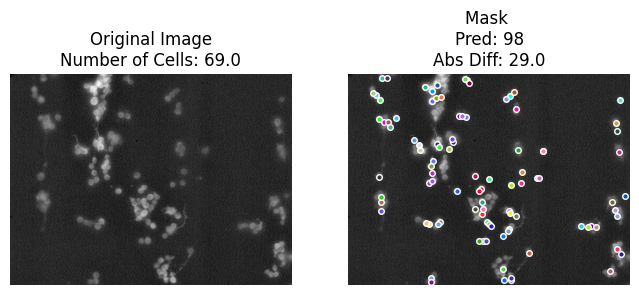 Original Image
Number of Cells: 69.0
Mask
Pred: 98
Abs Diff: 29.0